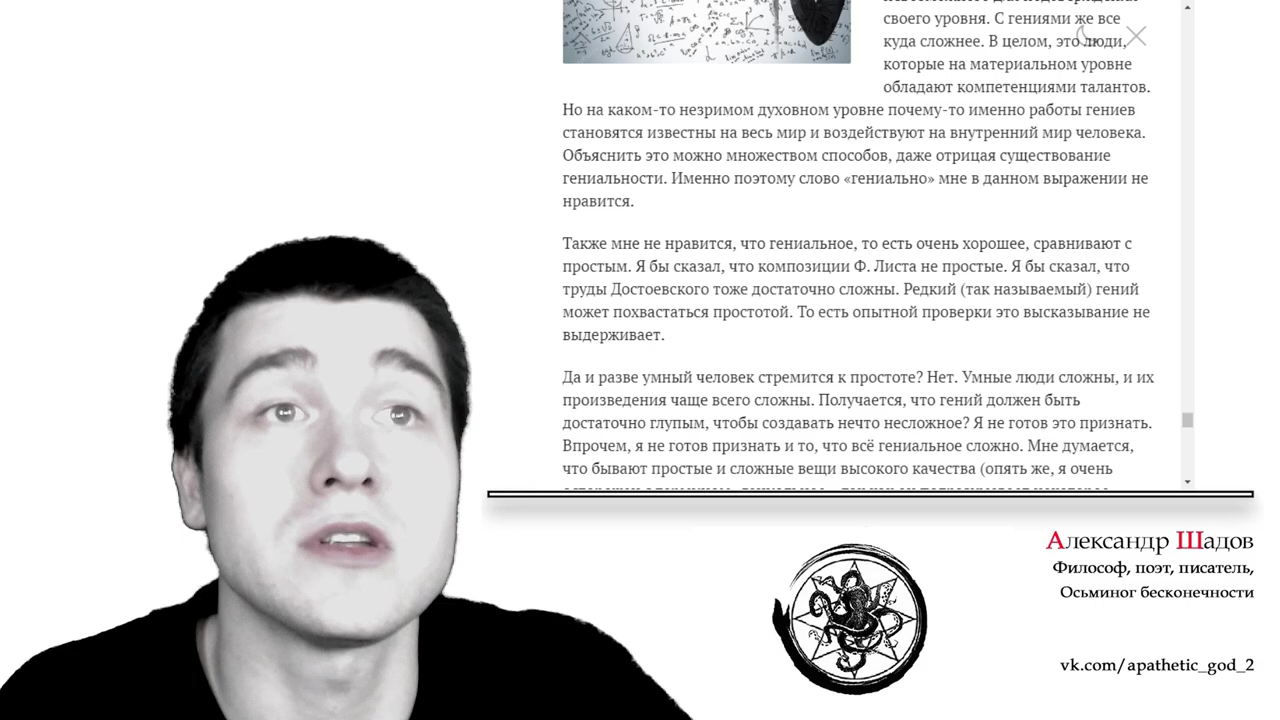 своего уровня. С гениями же все
куда сложнее. В целом, это люди,
которые на материальном уровне
обладают компетенциями талантов.
Но на каком-то незримом духовном уровне почему-то именно работы гениев
становятся известны на весь мир и воздействуют на внутренний мир человека.
Объяснить это можно множеством способов, даже отрицая существование
гениальности. Именно поэтому слово «гениально» мне в данном выражении не
нравится.
Также мне не нравится, что гениальное, то есть очень хорошее, сравнивают с
простым. Я бы сказал, что композиции Ф. Листа не простые. Я бы сказал, что
труды Достоевского тоже достаточно сложны. Редкий (так называемый) гений
может похвастаться простотой. То есть опытной проверки это высказывание не
выдерживает.
Да и разве умный человек стремится к простоте? Нет. Умные люди сложны, и их
произведения чаще всего сложны. Получается, что гений должен быть
достаточно глупым, чтобы создавать нечто несложное? Я не готов это признать.
Впрочем, я не готов признать и то, что всё гениальное сложно. Мне думается,
что бывают простые и сложные вещи высокого качества (опять же, я очень
Александр Шадов
Философ, поэт, писатель,
Осьминог бесконечности
vk.com/apathetic_god_2